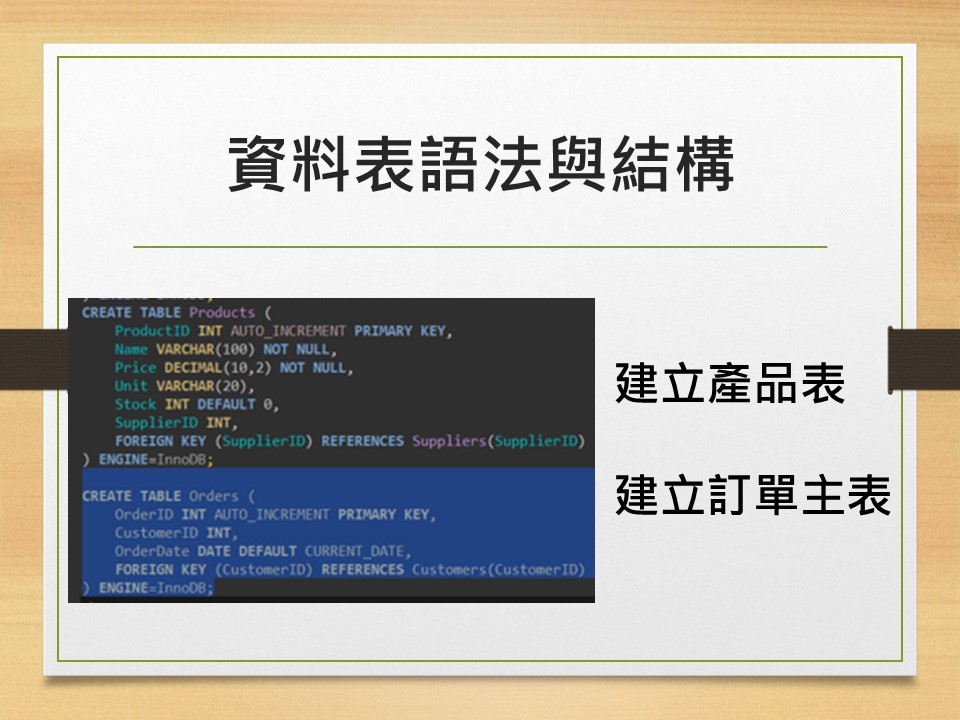 資料表語法與結構
CREATE TABLE Products (
ProductID INT AUTO_INCREMENT PRIMARY KEY,
Name VARCHAR(100) NOT NULL,
Price DECIMAL(10,2) NOT NULL,
Unit VARCHAR(20),
Stock INT DEFAULT 0,
SupplierID INT,
FOREIGN KEY (SupplierID) REFERENCES Suppliers(SupplierID)
) ENGINE=InnoDB;
CREATE TABLE Orders (
OrderID INT AUTO_INCREMENT PRIMARY KEY,
CustomerID INT,
OrderDate DATE DEFAULT CURRENT_DATE,
FOREIGN KEY (CustomerID) REFERENCES Customers(CustomerID)
) ENGINE=InnoDB;
建立產品表
建立訂單主表